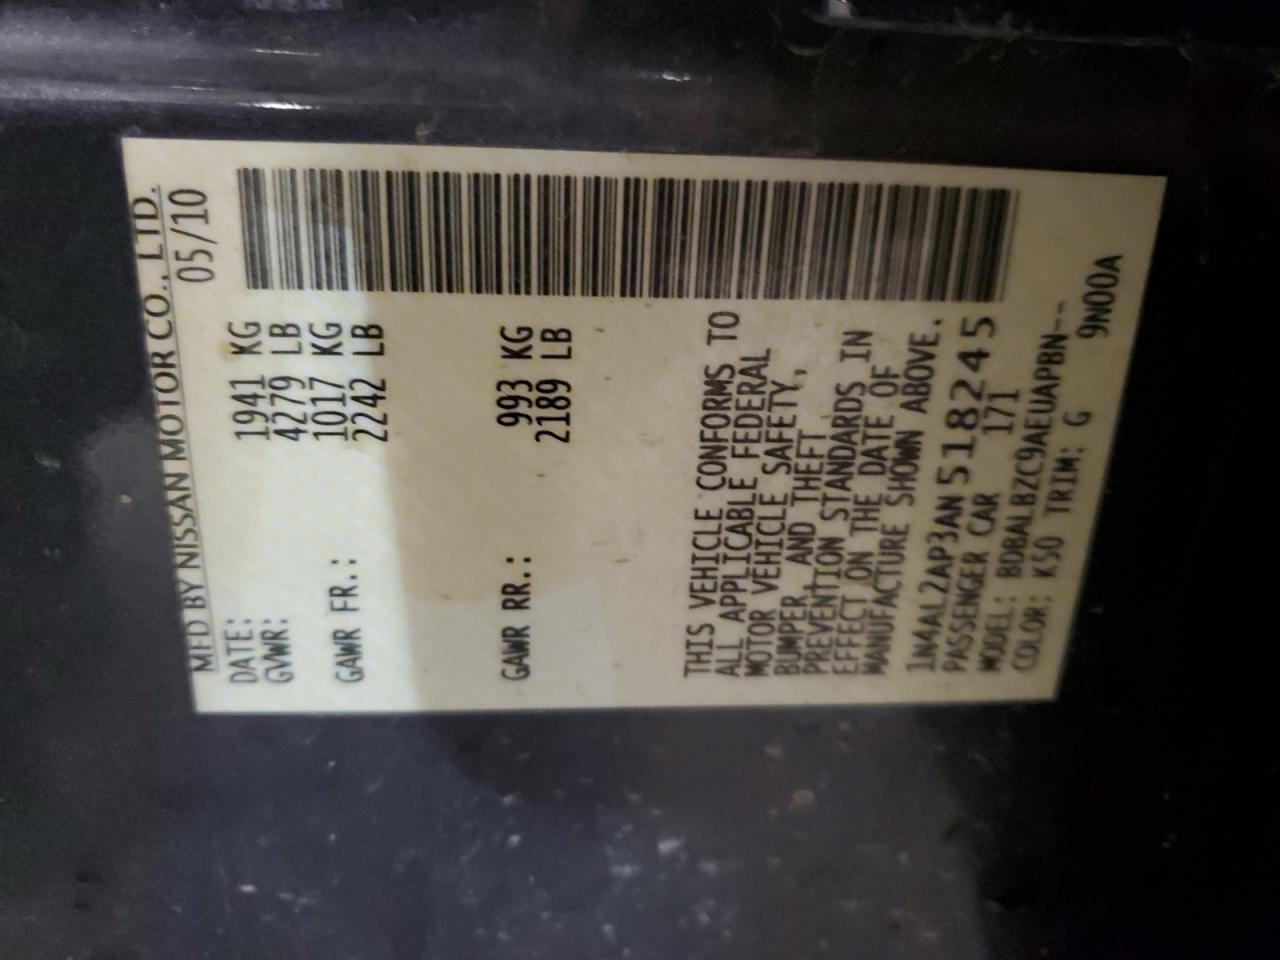 MFD BY NISSAN MOTOR CO., LTD.
DATE: 05/10
GVWR: 1941 KG
4279 LB
GAWR FR.: 1017 KG
2242 LB
GAWR RR.: 993 KG
2189 LB
THIS VEHICLE CONFORMS TO
ALL APPLICABLE FEDERAL
MOTOR VEHICLE SAFETY,
BUMPER, AND THEFT
PREVENTION STANDARDS IN
EFFECT ON THE DATE OF
MANUFACTURE SHOWN ABOVE.
1N4AL2AP3AN518245
PASSENGER CAR 171
MODEL: BDBALBZC9AEUAPBN--
COLOR: K50 TRIM: G 9N00A